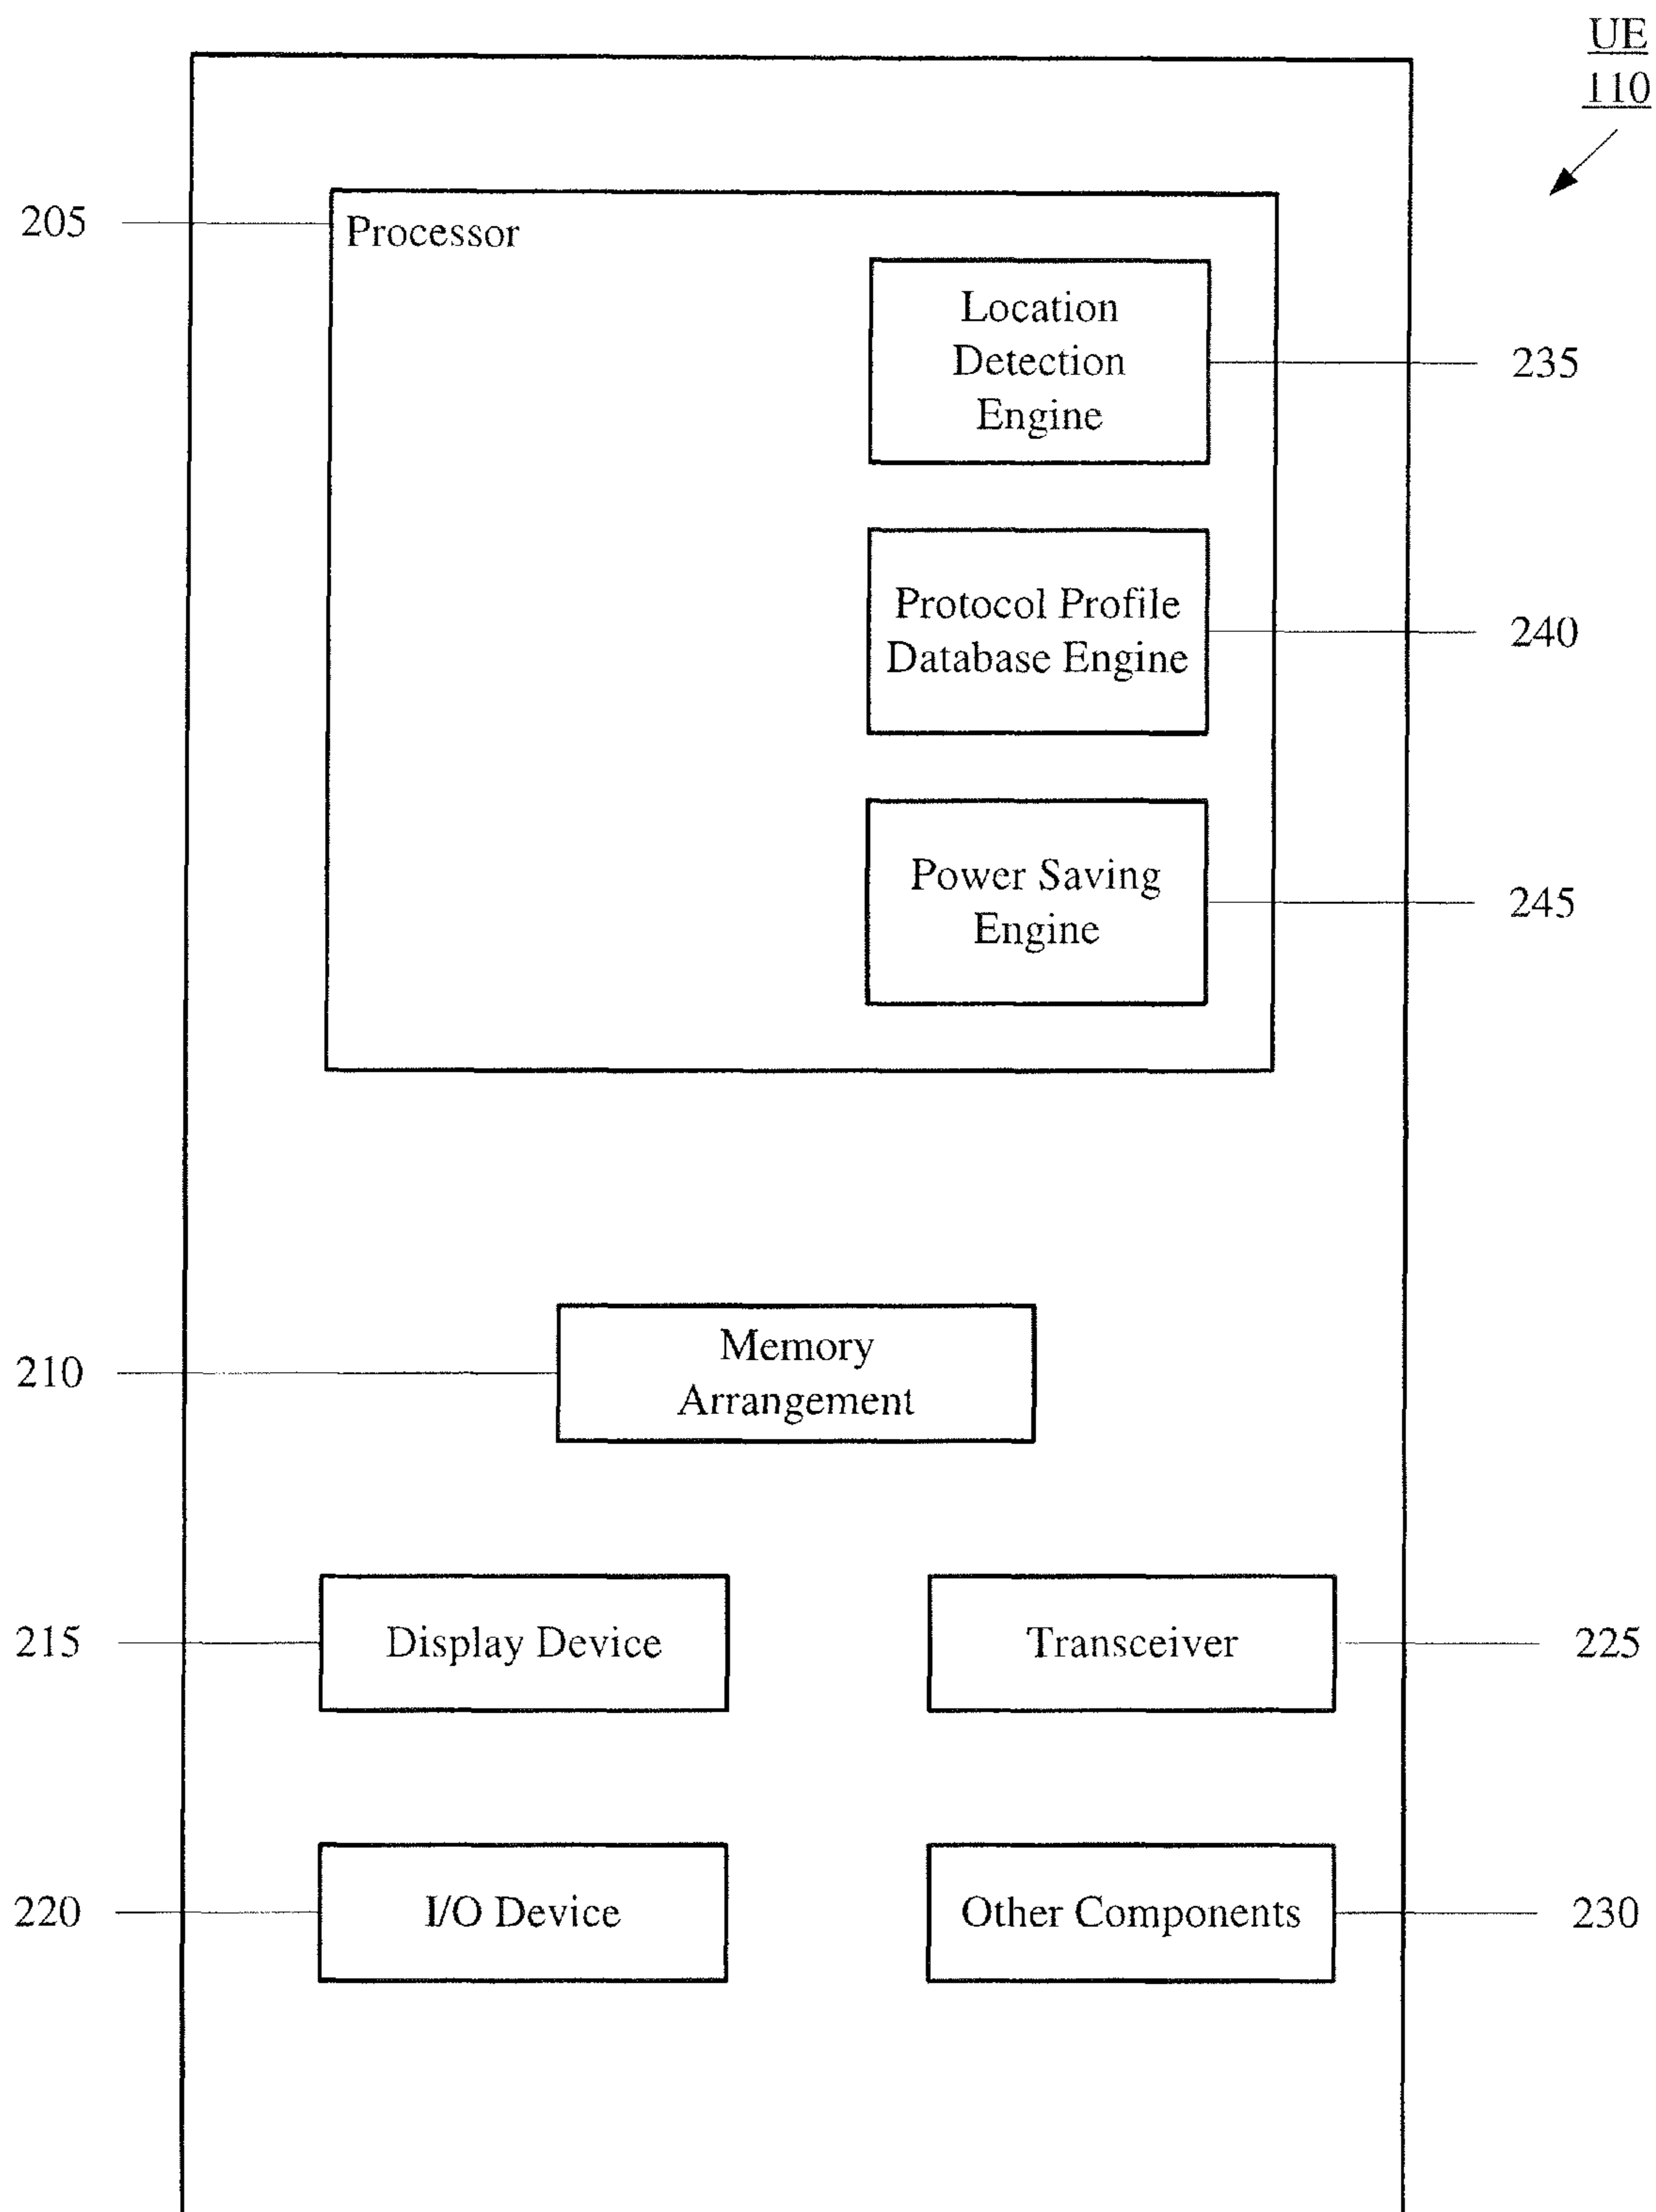 UE
110
205
Processor
Location
Detection
Engine
235
Protocol Profile
Database Engine
240
Power Saving
Engine
245
210
Memory
Arrangement
215
Display Device
Transceiver
225
220
I/O Device
Other Components
230